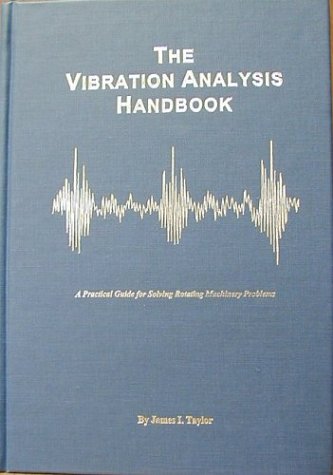 THE
VIBRATION ANALYSIS
HANDBOOK
A Practical Guide for Solving Rotating Machinery Problems
By James I. Taylor